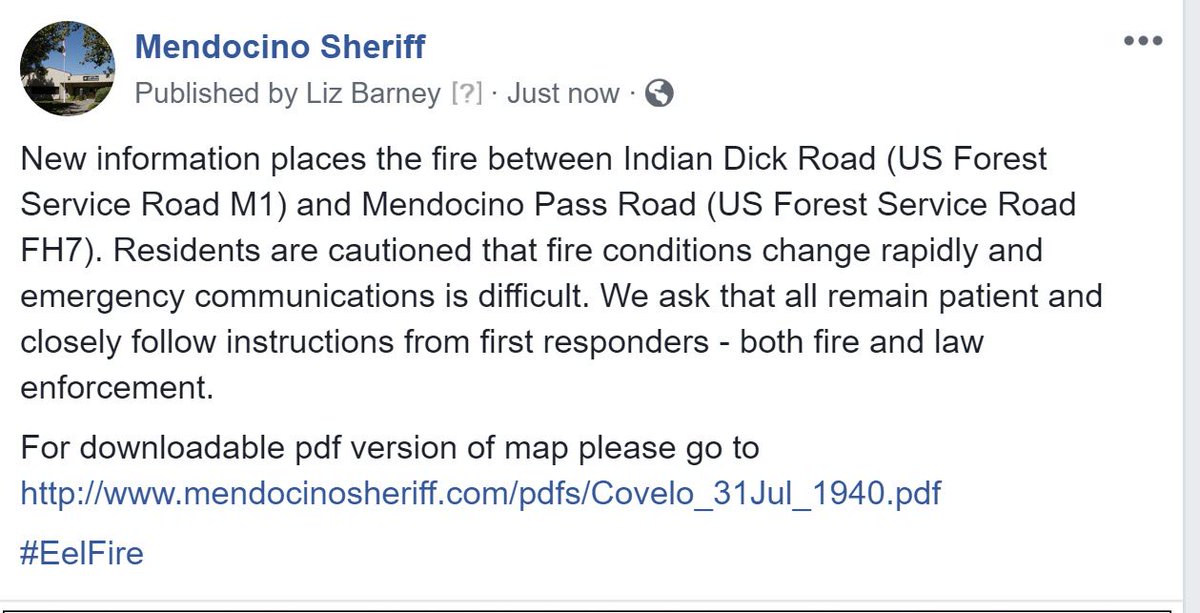 Mendocino Sheriff
Published by Liz Barney [?] · Just now ·
New information places the fire between Indian Dick Road (US Forest
Service Road M1) and Mendocino Pass Road (US Forest Service Road
FH7). Residents are cautioned that fire conditions change rapidly and
emergency communications is difficult. We ask that all remain patient and
closely follow instructions from first responders - both fire and law
enforcement.
For downloadable pdf version of map please go to
http://www.mendocinosheriff.com/pdfs/Covelo_31Jul_1940.pdf
#EelFire